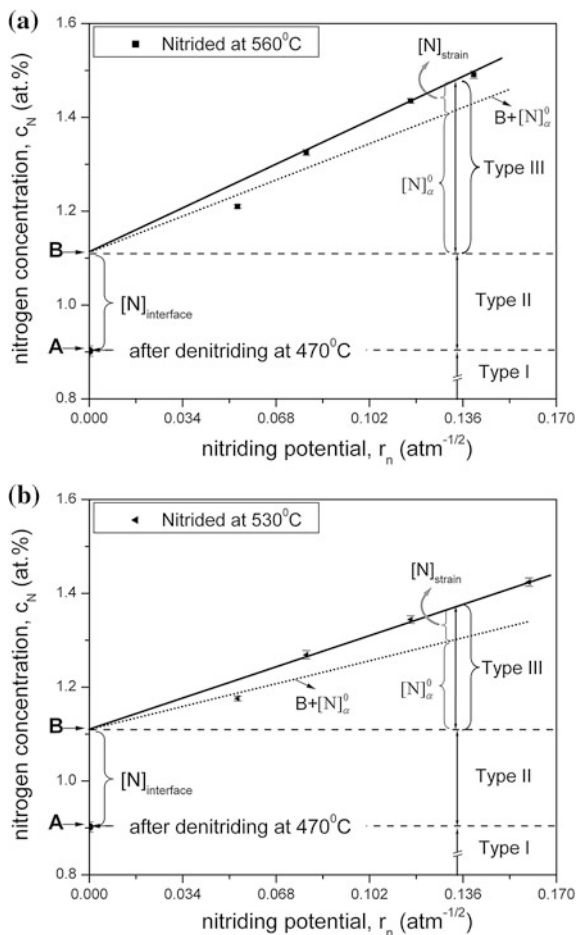 (a)
1.6
Nitrided at 560⁰C
[N]strain
1.4
B+[N]⁰α
[N]⁰α
Type III
1.2
B
[N]interface
Type II
1.0
A
after denitriding at 470⁰C
Type I
0.8
0.000 0.034 0.068 0.102 0.136 0.170
nitrogen concentration, cN (at.%)
nitriding potential, rn (atm-1/2)
(b)
1.6
Nitrided at 530⁰C
[N]strain
1.4
Type III
B+[N]⁰α
[N]⁰α
1.2
B
[N]interface
Type II
1.0
A
after denitriding at 470⁰C
Type I
0.8
0.000 0.034 0.068 0.102 0.136 0.170
nitrogen concentration, cN (at.%)
nitriding potential, rn (atm-1/2)